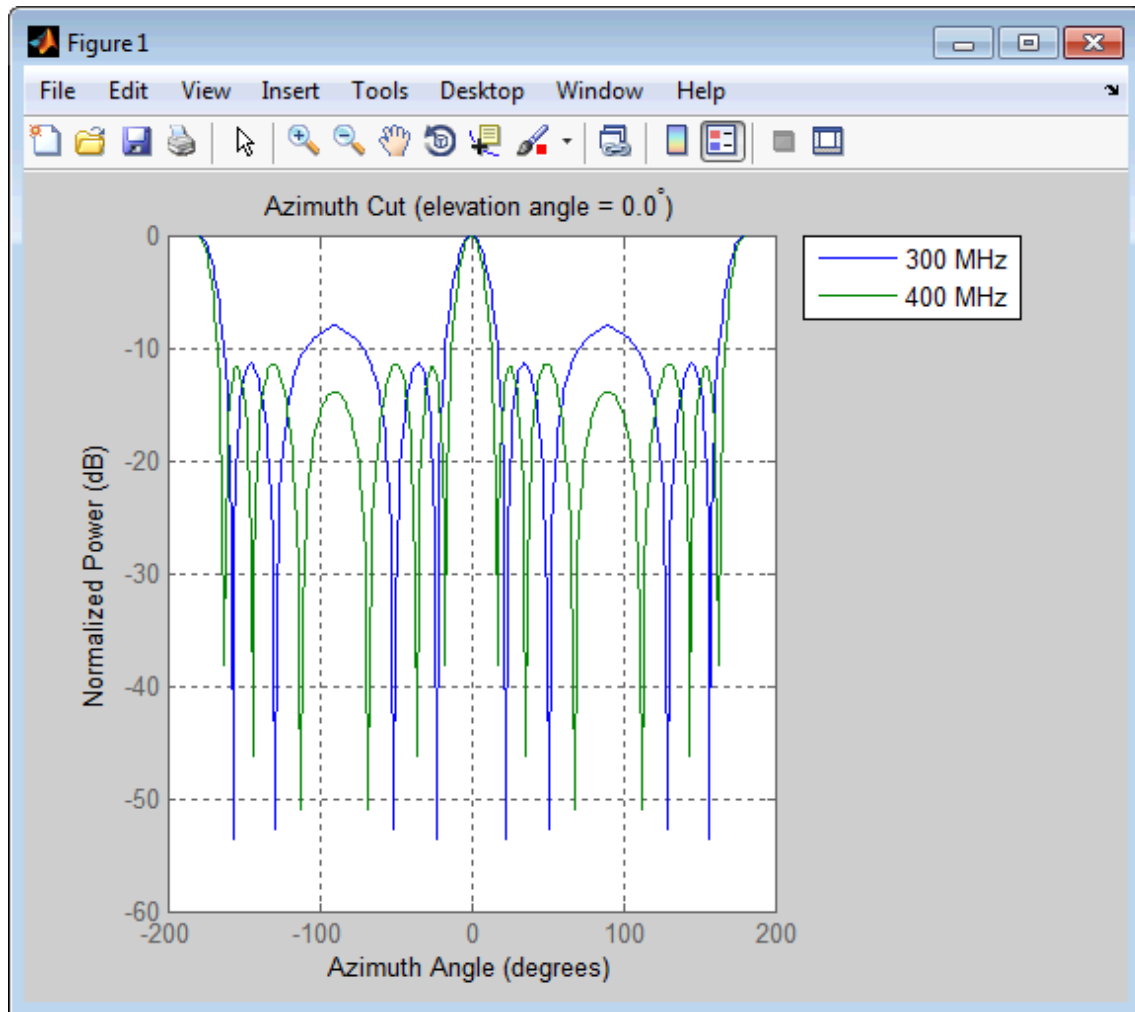 Figure 1
File Edit View Insert Tools Desktop Window Help
Azimuth Cut (elevation angle = 0.0°)
300 MHz
400 MHz
Normalized Power (dB)
0
-10
-20
-30
-40
-50
-60
-200 -100 0 100 200
Azimuth Angle (degrees)